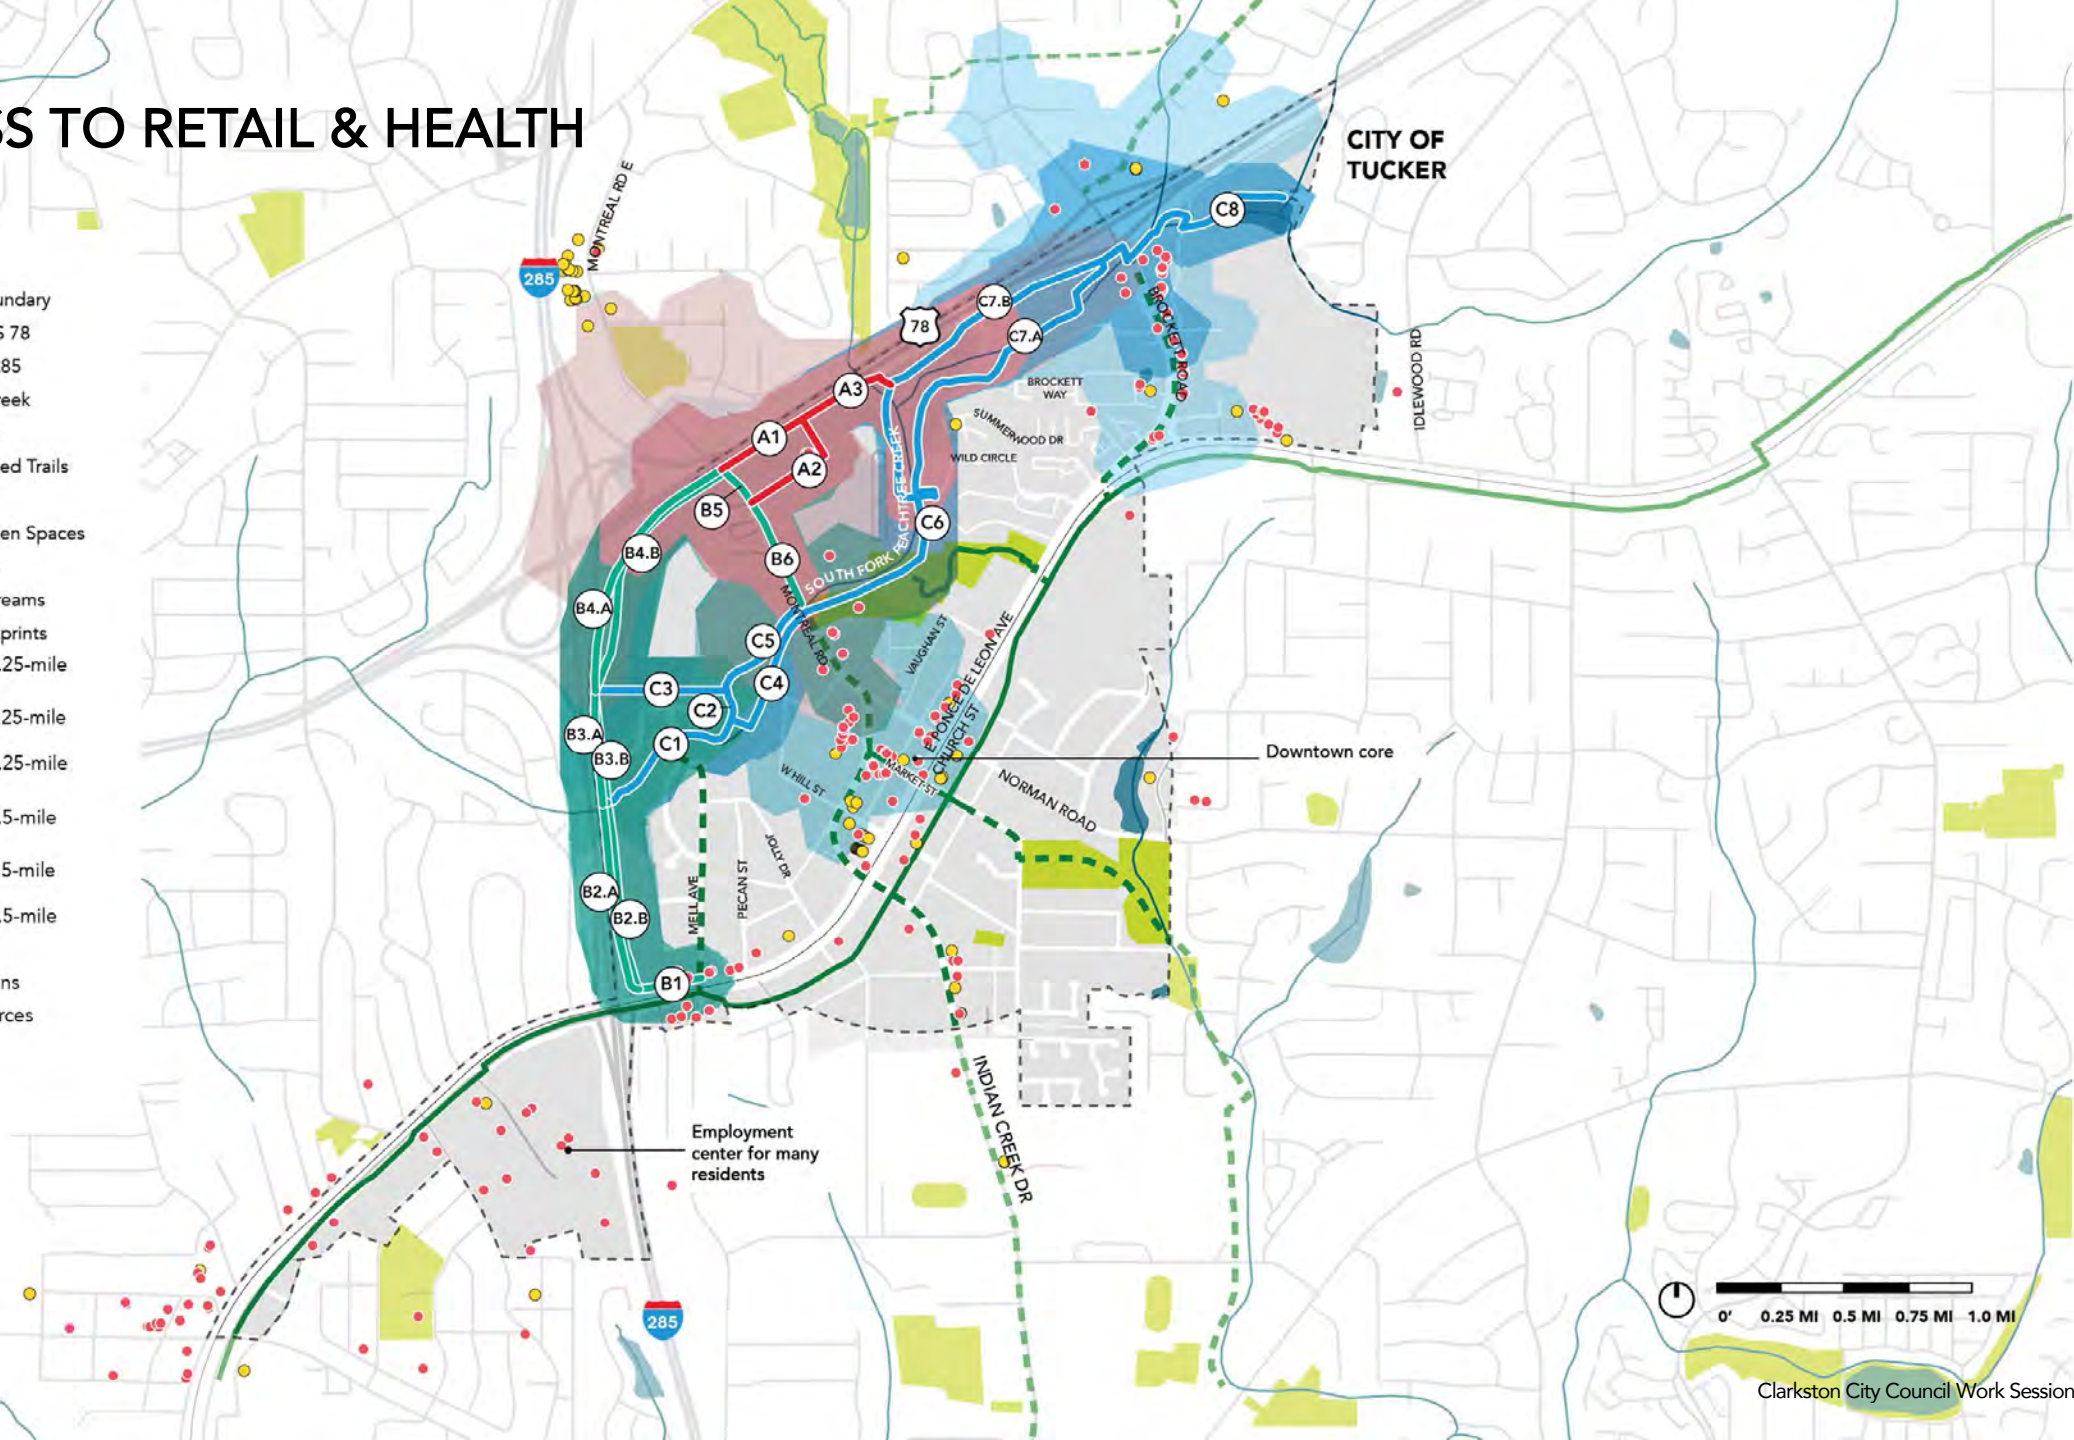 SS TO RETAIL & HEALTH
CITY OF
TUCKER
MONTREAL RD E
285
78
C8
C7.B
C7.A
A3
A1
A2
B5
B4.B
B6
C6
B4.A
C5
C4
C3
C2
C1
B3.A
B3.B
B2.A
B2.B
B1
BROCKETT ROAD
BROCKETT
WAY
SUMMERWOOD DR
WILD CIRCLE
IDLEWOOD RD
SOUTH FORK PEACHTREE CREEK
MONTREAL RD
VAUGHAN ST
E PONCE DE LEON AVE
CHURCH ST
MARKET ST
W HILL ST
NORMAN ROAD
JOLLY DR
PECAN ST
MELL AVE
INDIAN CREEK DR
Downtown core
Employment
center for many
residents
285
undary
S 78
285
reek
ed Trails
en Spaces
reams
prints
.25-mile
25-mile
.25-mile
.5-mile
5-mile
.5-mile
ns
rces
0' 0.25 MI 0.5 MI 0.75 MI 1.0 MI
Clarkston City Council Work Session